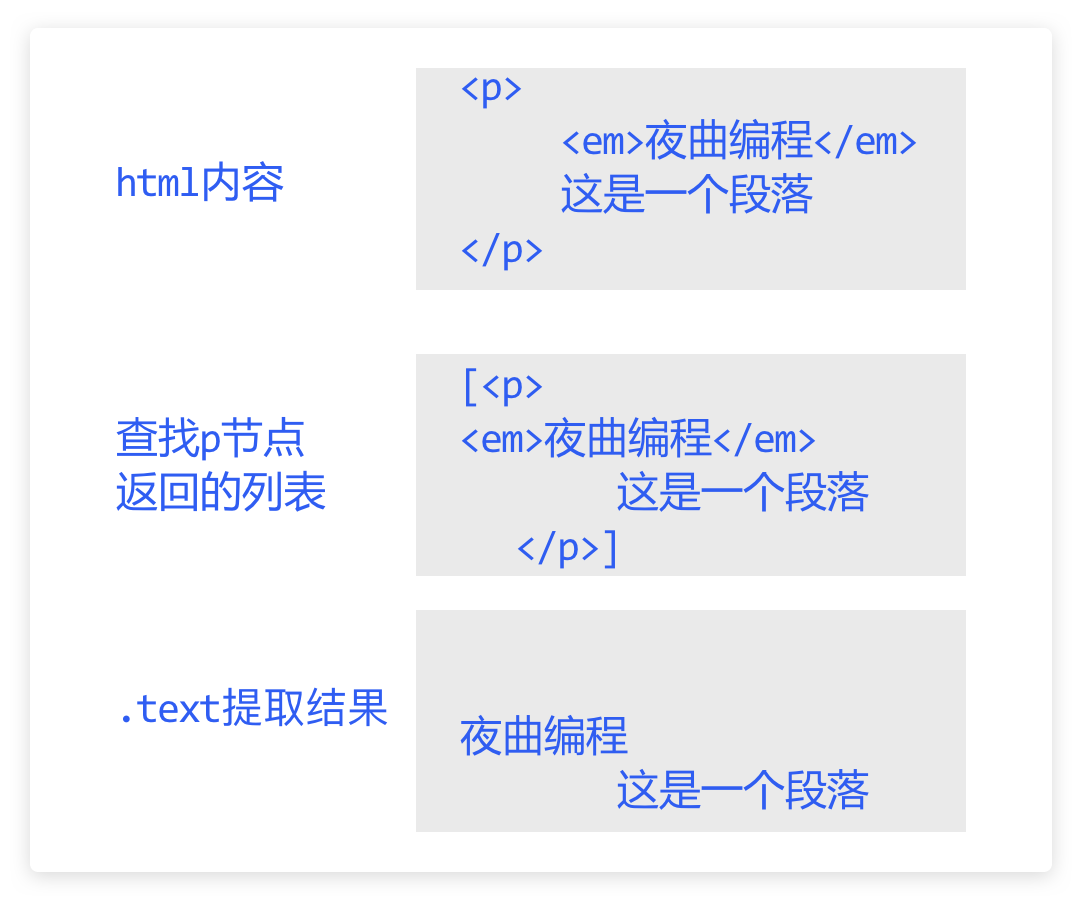 html内容
<p>
<em>夜曲编程</em>
这是一个段落
</p>
查找p节点
返回的列表
[<p>
<em>夜曲编程</em>
这是一个段落
</p>]
.text提取结果
夜曲编程
这是一个段落